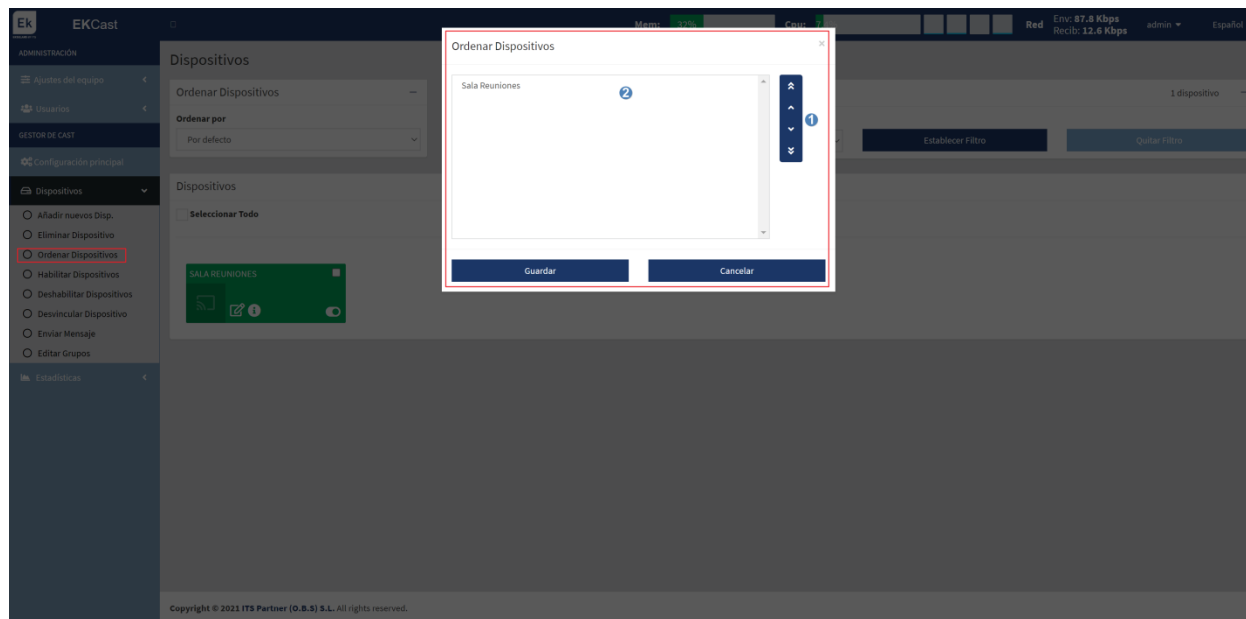 Ek
EKCast
Mem: 32%
Cpu: 7
Red
Env: 87.8 Kbps
Recib: 12.6 Kbps
admin
Español
ADMINISTRACIÓN
Ajustes del equipo
Usuarios
GESTOR DE CAST
Configuración principal
Dispositivos
Añadir nuevos Disp.
Eliminar Dispositivo
Ordenar Dispositivos
Habilitar Dispositivos
Deshabilitar Dispositivos
Desvincular Dispositivo
Enviar Mensaje
Editar Grupos
Estadísticas
Dispositivos
Ordenar Dispositivos
Ordenar por
Por defecto
1 dispositivo
Establecer Filtro
Quitar Filtro
Dispositivos
Seleccionar Todo
SALA REUNIONES
Ordenar Dispositivos
×
Sala Reuniones
2
1
Guardar
Cancelar
Copyright © 2021 ITS Partner (O.B.S) S.L. All rights reserved.